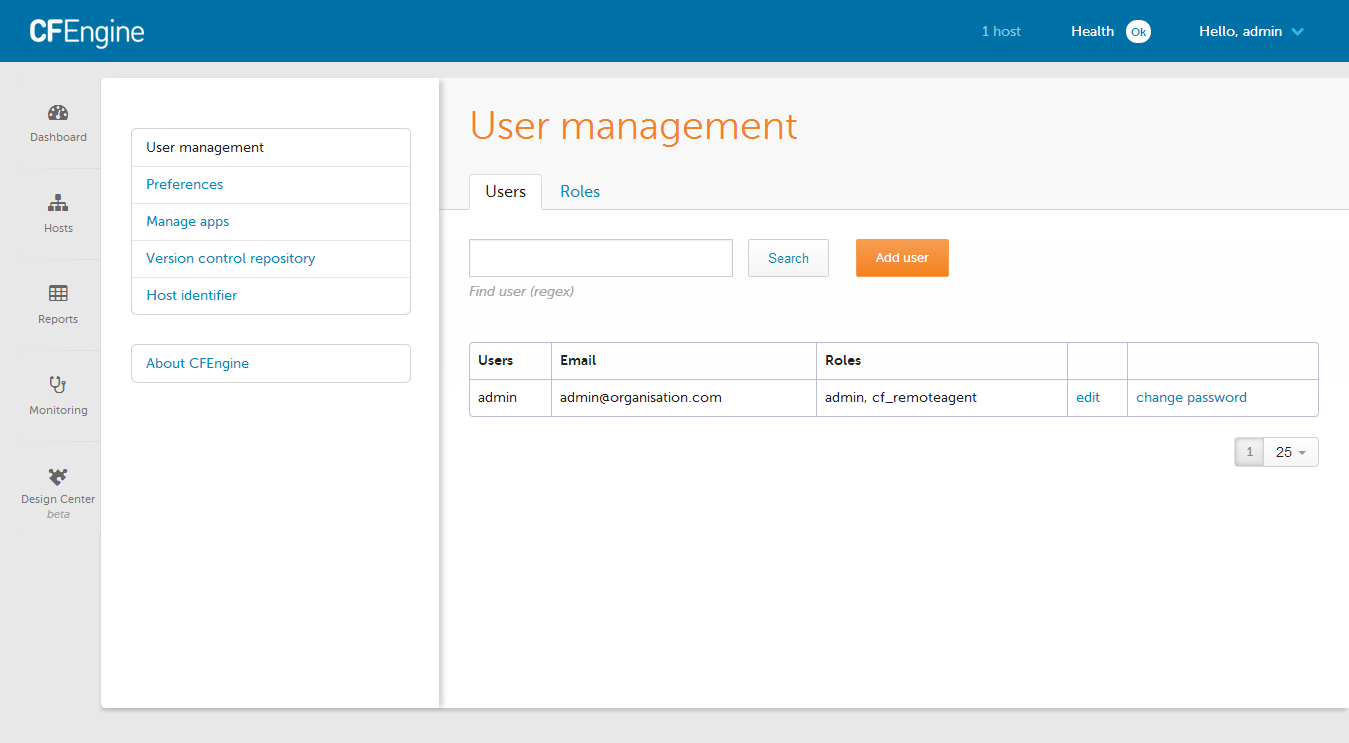 CFEngine
1 host
Health Ok
Hello, admin
Dashboard
Hosts
Reports
Monitoring
Design Center
beta
User management
Preferences
Manage apps
Version control repository
Host identifier
About CFEngine
User management
Users Roles
Search Add user
Find user (regex)
Users Email Roles
admin admin@organisation.com admin, cf_remoteagent edit change password
1 25